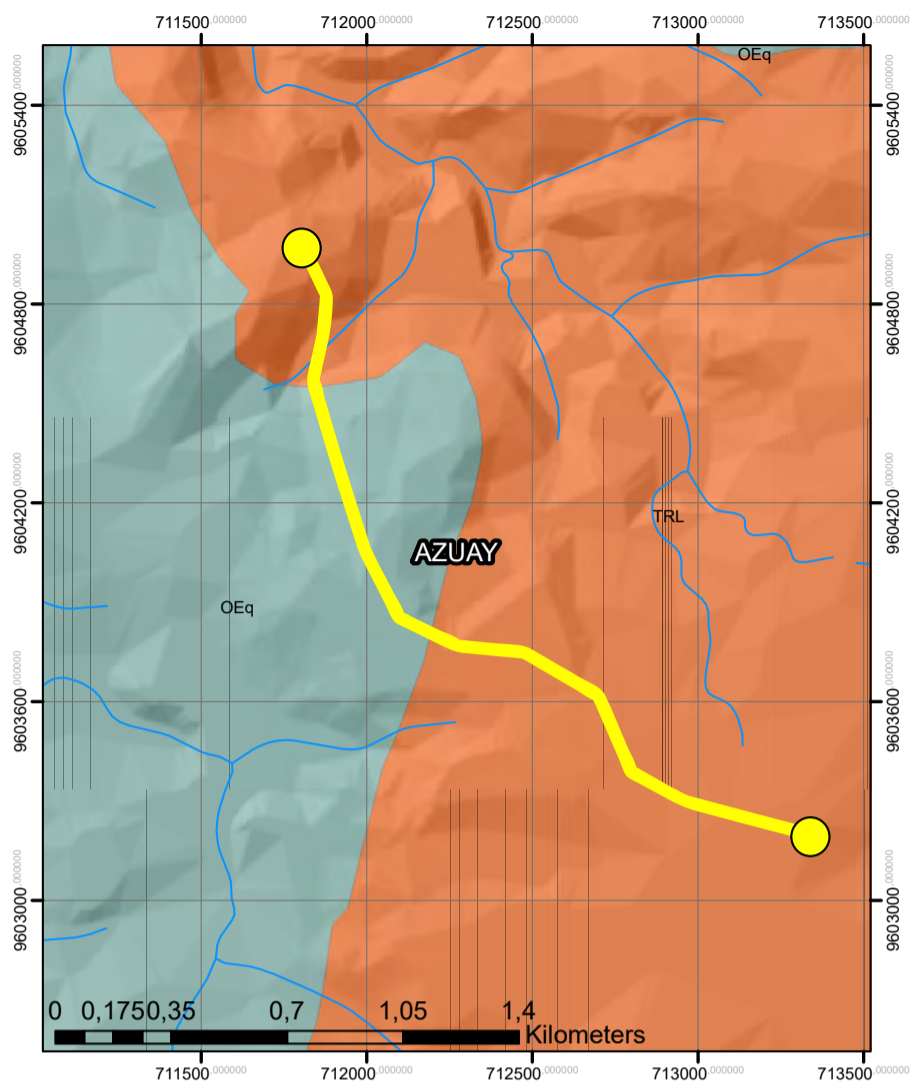 711500.000000 712000.000000 712500.000000 713000.000000 713500.000000
OEq
9605400.000000 9605400.000000
9604800.000000 9604800.000000
9604200.000000 9604200.000000
TRL
AZUAY
OEq
9603600.000000 9603600.000000
9603000.000000 9603000.000000
0 0,1750,35 0,7 1,05 1,4
Kilometers
711500.000000 712000.000000 712500.000000 713000.000000 713500.000000